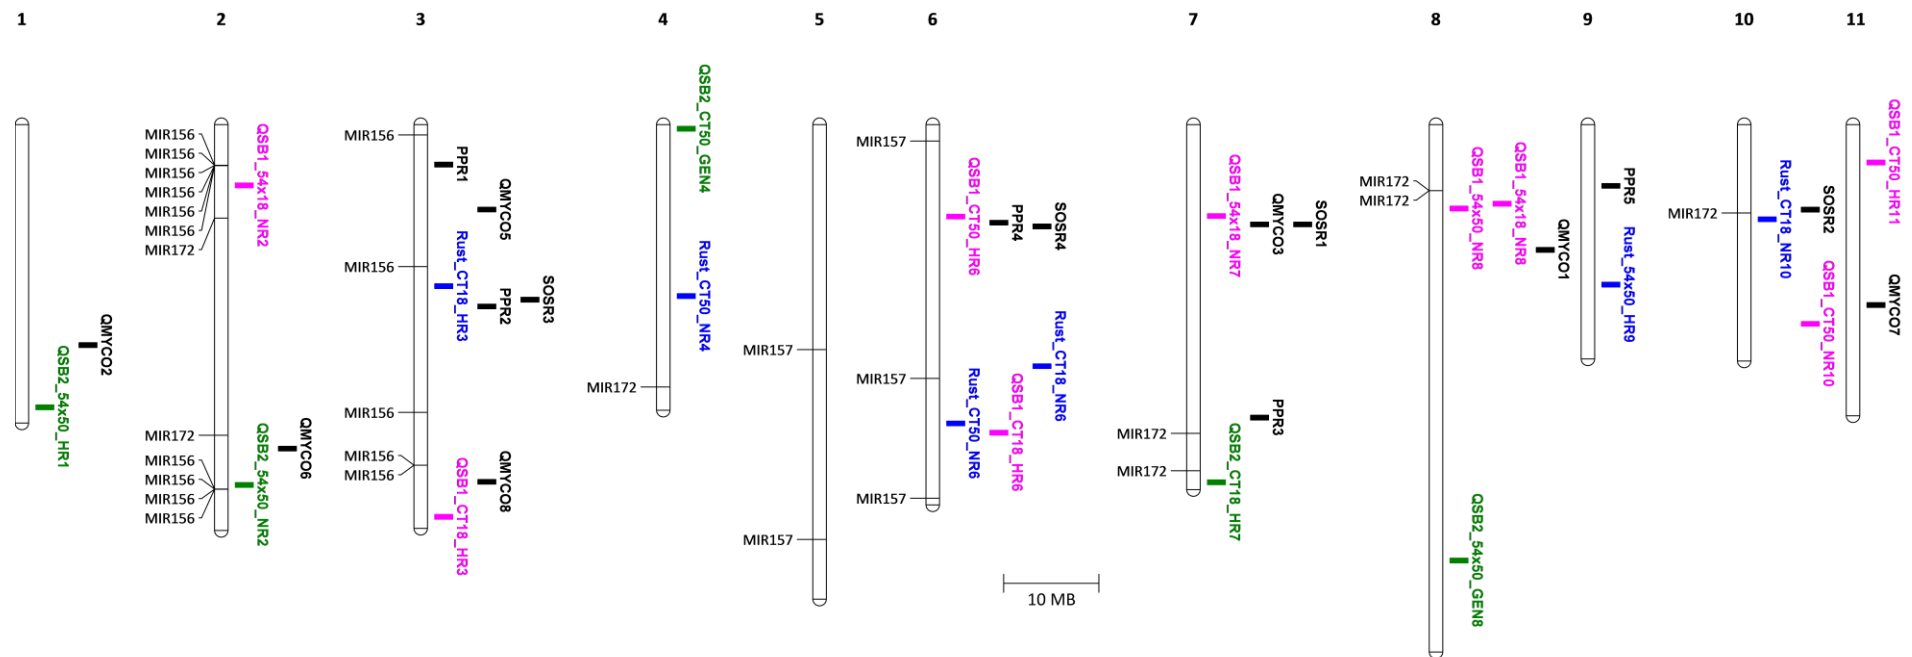 1
2
3
4
5
6
7
8
9
10
11
QMYCO2
QSB2_54x50_HR1
MIR156
MIR156
MIR156
MIR156
MIR156
MIR156
MIR172
QSB1_54x18_NR2
MIR172
MIR156
MIR156
MIR156
MIR156
QSB2_54x50_NR2
QMYCO6
MIR156
PPR1
QMYCO5
MIR156
Rust_CT18_HR3
PPR2
SOSR3
MIR156
MIR156
MIR156
QSB1_CT18_HR3
QMYCO8
QSB2_CT50_GEN4
Rust_CT50_NR4
MIR172
MIR157
MIR157
MIR157
QSB1_CT50_HR6
PPR4
SOSR4
MIR157
Rust_CT50_NR6
QSB1_CT18_HR6
Rust_CT18_NR6
MIR157
10 MB
QSB1_54x18_NR7
QMYCO3
SOSR1
PPR3
MIR172
MIR172
QSB2_CT18_HR7
MIR172
MIR172
QSB1_54x50_NR8
QSB1_54x18_NR8
QMYCO1
QSB2_54x50_GEN8
PPR5
Rust_54x50_HR9
MIR172
Rust_CT18_NR10
SOSR2
QSB1_CT50_NR10
QSB1_CT50_HR11
QMYCO7